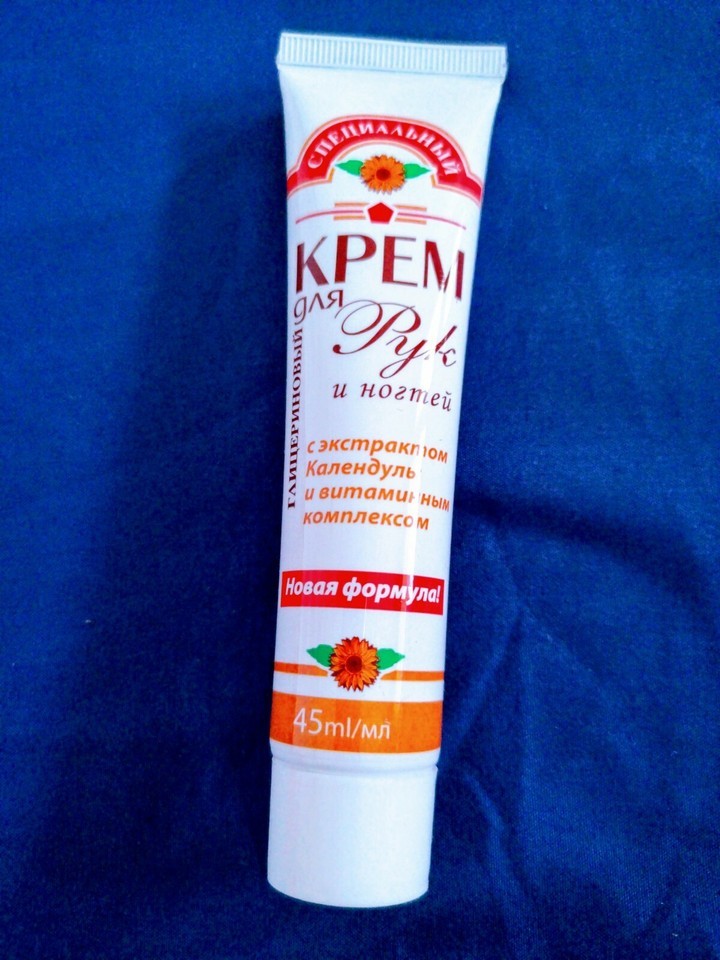 СПЕЦИАЛЬНЫЙ
КРЕМ
для
Рук
и ногтей
ГЛИЦЕРИНОВЫЙ
с экстрактом
Календулы
и витаминным
комплексом
Новая формула!
45ml/мл